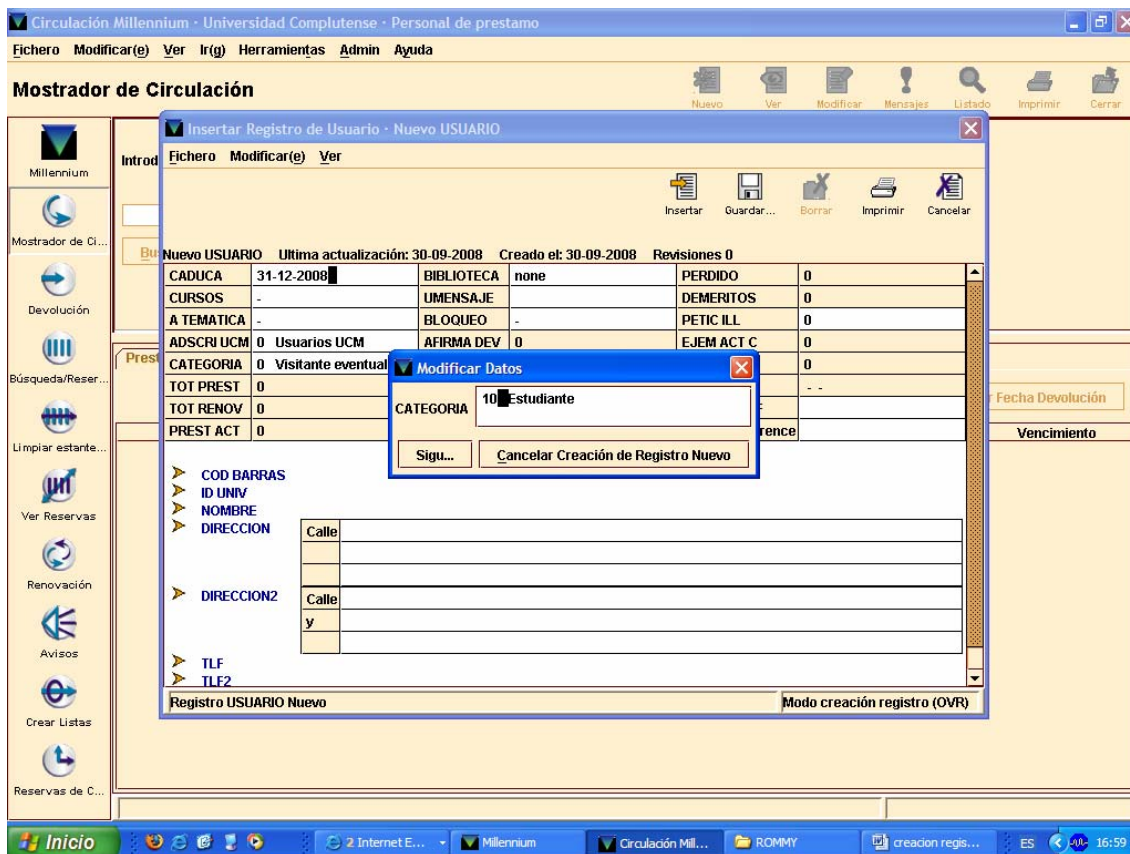 Circulación Millennium · Universidad Complutense · Personal de prestamo
Fichero Modificar(e) Ver Ir(g) Herramientas Admin Ayuda
Mostrador de Circulación
Nuevo Ver Modificar Mensajes Listado Imprimir Cerrar
Millennium
Mostrador de Ci...
Devolución
Búsqueda/Reser...
Limpiar estante...
Ver Reservas
Renovación
Avisos
Crear Listas
Reservas de C...
Introd
Bu
Prest
Insertar Registro de Usuario · Nuevo USUARIO
Fichero Modificar(e) Ver
Insertar Guardar... Borrar Imprimir Cancelar
Nuevo USUARIO Ultima actualización: 30-09-2008 Creado el: 30-09-2008 Revisiones 0
CADUCA 31-12-2008 BIBLIOTECA none PERDIDO 0
CURSOS - UMENSAJE DEMERITOS 0
A TEMATICA - BLOQUEO - PETIC ILL 0
ADSCRI UCM 0 Usuarios UCM AFIRMA DEV 0 EJEM ACT C 0
CATEGORIA 0 Visitante eventual 0
TOT PREST 0 - -
TOT RENOV 0
PREST ACT 0 rence
Modificar Datos
CATEGORIA 10 Estudiante
Sigu... Cancelar Creación de Registro Nuevo
Fecha Devolución
Vencimiento
COD BARRAS
ID UNIV
NOMBRE
DIRECCION Calle
DIRECCION2 Calle
y
TLF
TLF2
Registro USUARIO Nuevo Modo creación registro (OVR)
Inicio 2 Internet E... Millennium Circulación Mill... ROMMY creacion regis... ES 16:59